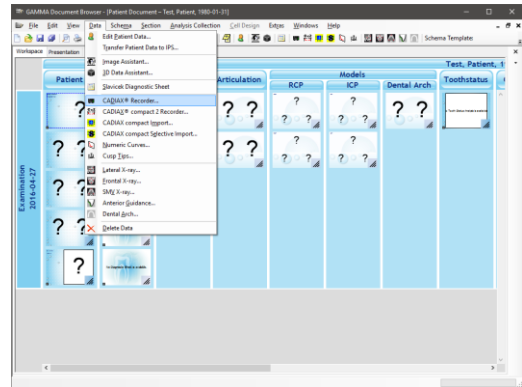 GAMMA Document Browser - [Patient Document – Test, Patient, 1980-01-31]
File Edit View Data Schema Section Analysis Collection Cell Design Extras Windows Help
Schema Template:
Workspace Presentation
Edit Patient Data...
Transfer Patient Data to IPS...
Image Assistant...
3D Data Assistant...
Slavicek Diagnostic Sheet
CADIAX® Recorder...
CADIAX® compact 2 Recorder...
CADIAX compact Import...
CADIAX compact Selective Import...
Numeric Curves...
Cusp Tips...
Lateral X-ray...
Frontal X-ray...
SMV X-ray...
Anterior Guidance...
Dental Arch...
Delete Data
Test, Patient, 1
Patient
Articulation
Models
RCP ICP Dental Arch
Toothstatus
Examination
2016-04-27
? ? ? ? ? ?
? ? ? ? ? ?
? ?
? ?
? ?
?